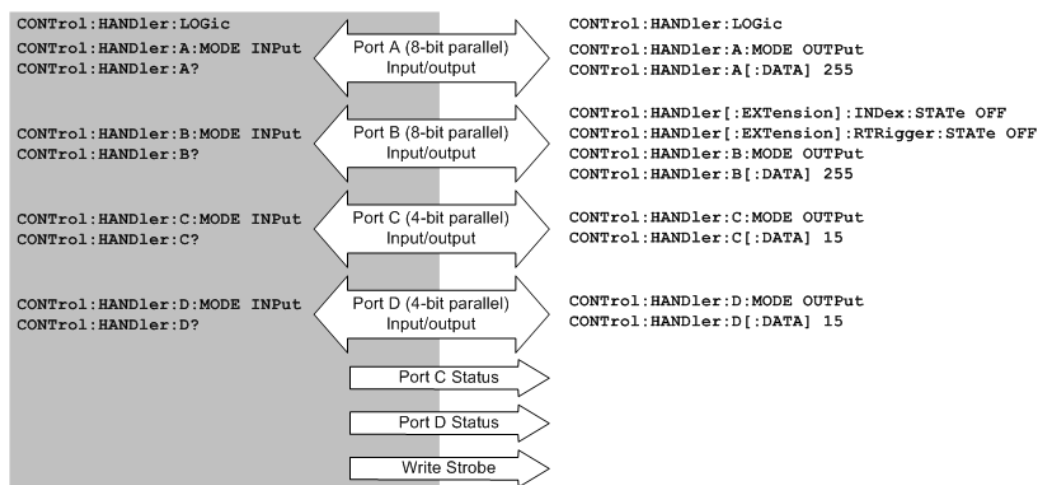 CONTrol:HANDler:LOGic
CONTrol:HANDler:A:MODE INPut
CONTrol:HANDler:A?
Port A (8-bit parallel)
Input/output
CONTrol:HANDler:LOGic
CONTrol:HANDler:A:MODE OUTPut
CONTrol:HANDler:A[:DATA] 255
CONTrol:HANDler:B:MODE INPut
CONTrol:HANDler:B?
Port B (8-bit parallel)
Input/output
CONTrol:HANDler[:EXTension]:INDex:STATe OFF
CONTrol:HANDler[:EXTension]:RTRigger:STATe OFF
CONTrol:HANDler:B:MODE OUTPut
CONTrol:HANDler:B[:DATA] 255
CONTrol:HANDler:C:MODE INPut
CONTrol:HANDler:C?
Port C (4-bit parallel)
Input/output
CONTrol:HANDler:C:MODE OUTPut
CONTrol:HANDler:C[:DATA] 15
CONTrol:HANDler:D:MODE INPut
CONTrol:HANDler:D?
Port D (4-bit parallel)
Input/output
CONTrol:HANDler:D:MODE OUTPut
CONTrol:HANDler:D[:DATA] 15
Port C Status
Port D Status
Write Strobe